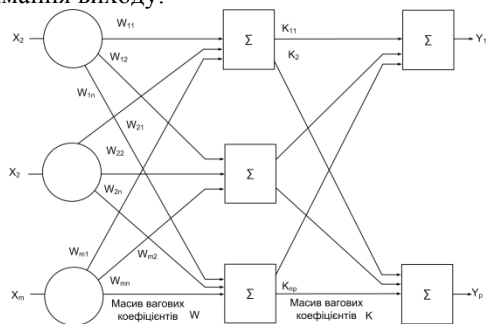 мання виходу.
X₂ W₁₁ Σ K₁₁ Σ Y₁
W₁₂ K₂
W₁ₙ
W₂₁
X₂ W₂₂ Σ
W₂ₙ
Wₘ₁ Wₘ₂
Xₘ Wₘₙ Σ Kₙₚ Σ Yₚ
Масив вагових коефіцієнтів W
Масив вагових коефіцієнтів K